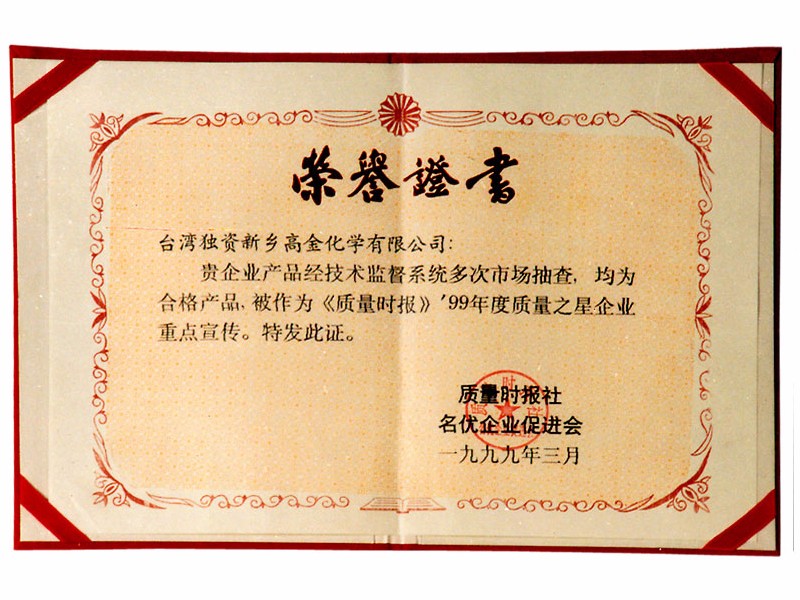 榮譽證書
台湾独资新乡高金化学有限公司:
贵企业产品经技术监督系统多次市场抽查，均为
合格产品，被作为《质量时报》'99年度质量之星企业
重点宣传。特发此证。
质量时报社
名优企业促进会
一九九九年三月